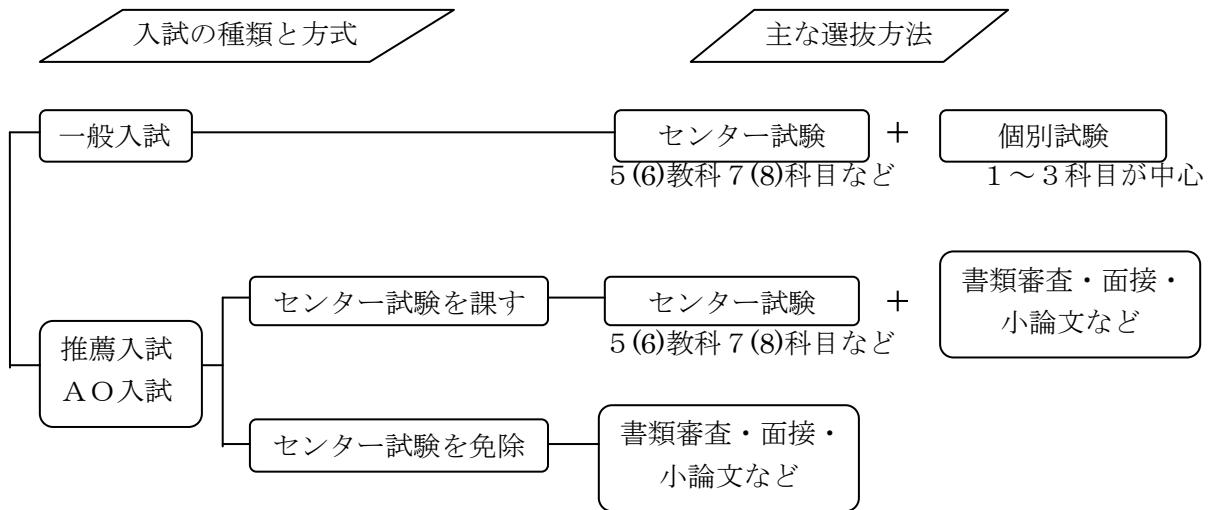 入試の種類と方式
主な選抜方法
一般入試
センター試験
+
個別試験
5(6)教科7(8)科目など
1~3科目が中心
推薦入試
AO入試
センター試験を課す
センター試験
+
書類審査・面接・
小論文など
5(6)教科7(8)科目など
センター試験を免除
書類審査・面接・
小論文など